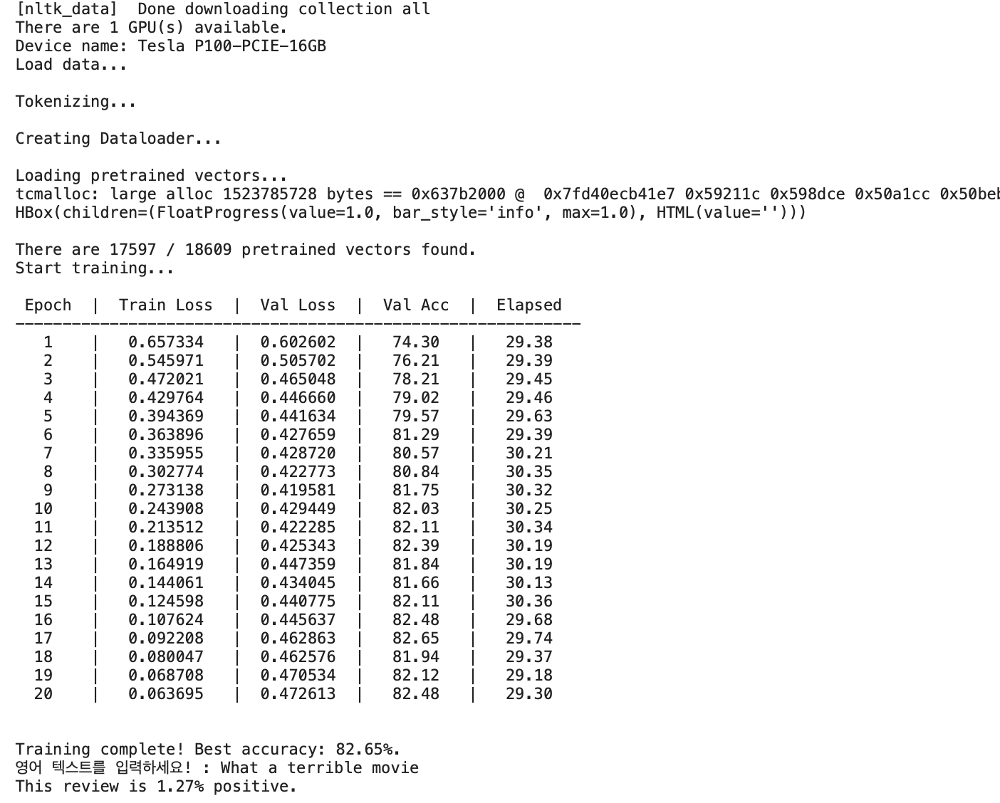 [nltk_data]  Done downloading collection all
There are 1 GPU(s) available.
Device name: Tesla P100-PCIE-16GB
Load data...
Tokenizing...
Creating Dataloader...
Loading pretrained vectors...
tcmalloc: large alloc 1523785728 bytes == 0x637b2000 @  0x7fd40ecb41e7 0x59211c 0x598dce 0x50a1cc
HBox(children=(FloatProgress(value=1.0, bar_style='info', max=1.0), HTML(value='')))
There are 17597 / 18609 pretrained vectors found.
Start training...
Epoch  |  Train Loss  |  Val Loss  |  Val Acc  |  Elapsed
------------------------------------------------------------
1    |   0.657334   |  0.602602  |   74.30   |   29.38
2    |   0.545971   |  0.505702  |   76.21   |   29.39
3    |   0.472021   |  0.465048  |   78.21   |   29.45
4    |   0.429764   |  0.446660  |   79.02   |   29.46
5    |   0.394369   |  0.441634  |   79.57   |   29.63
6    |   0.363896   |  0.427659  |   81.29   |   29.39
7    |   0.335955   |  0.428720  |   80.57   |   30.21
8    |   0.302774   |  0.422773  |   80.84   |   30.35
9    |   0.273138   |  0.419581  |   81.75   |   30.32
10    |   0.243908   |  0.429449  |   82.03   |   30.25
11    |   0.213512   |  0.422285  |   82.11   |   30.34
12    |   0.188806   |  0.425343  |   82.39   |   30.19
13    |   0.164919   |  0.447359  |   81.84   |   30.19
14    |   0.144061   |  0.434045  |   81.66   |   30.13
15    |   0.124598   |  0.440775  |   82.11   |   30.36
16    |   0.107624   |  0.445637  |   82.48   |   29.68
17    |   0.092208   |  0.462863  |   82.65   |   29.74
18    |   0.080047   |  0.462576  |   81.94   |   29.37
19    |   0.068708   |  0.470534  |   82.12   |   29.18
20    |   0.063695   |  0.472613  |   82.48   |   29.30
Training complete! Best accuracy: 82.65%.
영어 텍스트를 입력하세요! : What a terrible movie
This review is 1.27% positive.